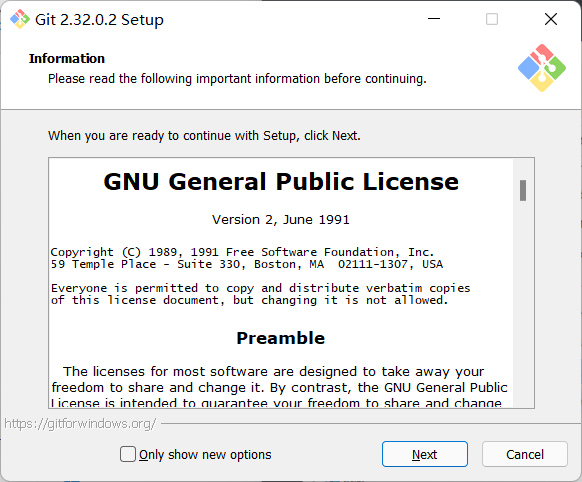 Git 2.32.0.2 Setup
Information
Please read the following important information before continuing.
When you are ready to continue with Setup, click Next.
GNU General Public License
Version 2, June 1991
Copyright (C) 1989, 1991 Free Software Foundation, Inc.
59 Temple Place - Suite 330, Boston, MA  02111-1307, USA
Everyone is permitted to copy and distribute verbatim copies
of this license document, but changing it is not allowed.
Preamble
The licenses for most software are designed to take away your
freedom to share and change it. By contrast, the GNU General Public
License is intended to guarantee your freedom to share and change
https://gitforwindows.org/
Only show new options
Next
Cancel